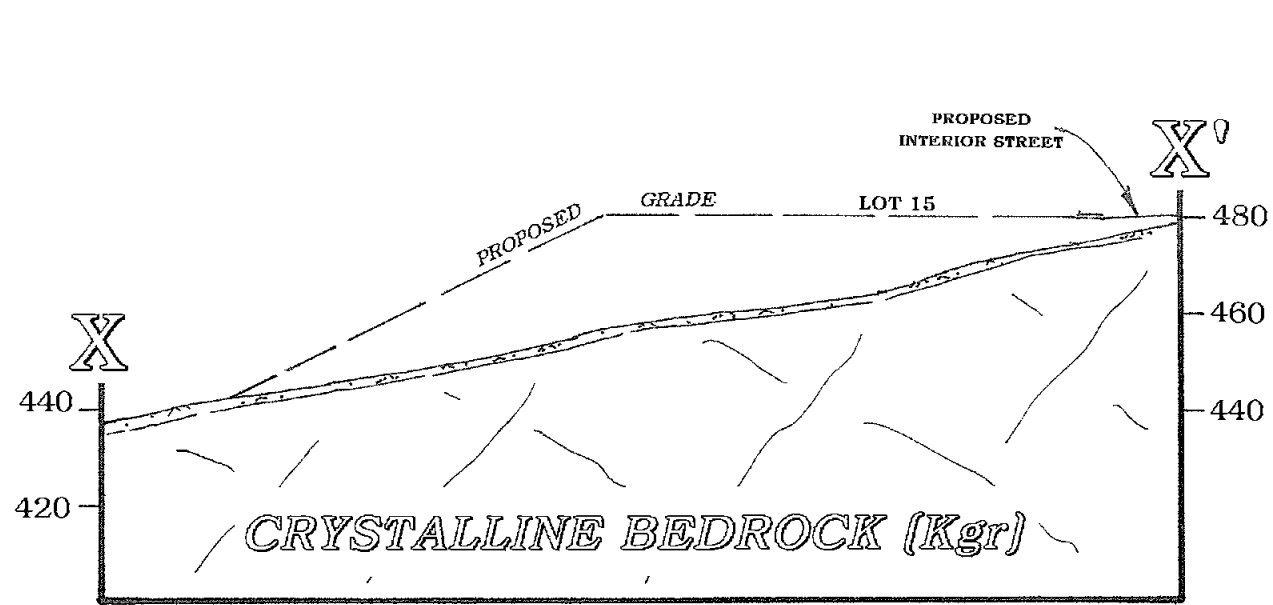 PROPOSED
INTERIOR STREET
X'
PROPOSED GRADE LOT 15
480
X
460
440
440
420
CRYSTALLINE BEDROCK (Kgr)